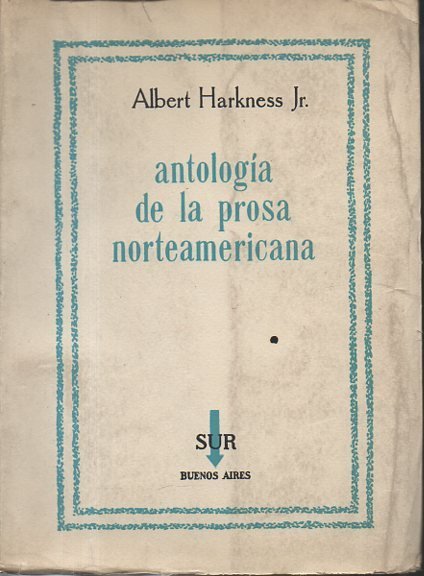 Albert Harkness Jr.
antología
de la prosa
norteamericana
SUR
BUENOS AIRES